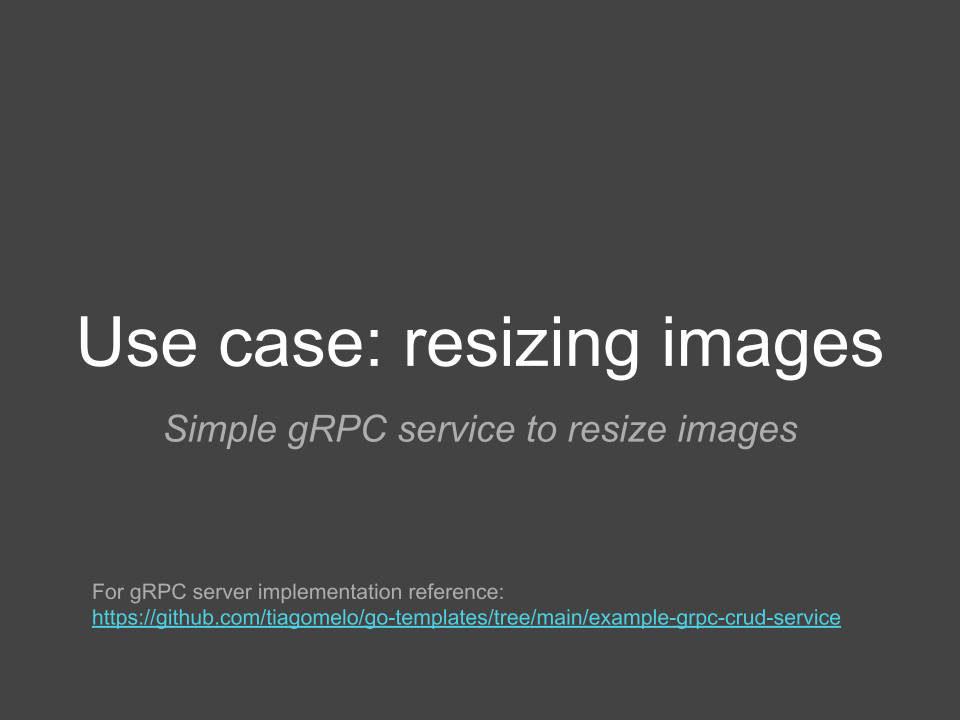 Use case: resizing images
Simple gRPC service to resize images
For gRPC server implementation reference:
https://github.com/tiagomelo/go-templates/tree/main/example-grpc-crud-service